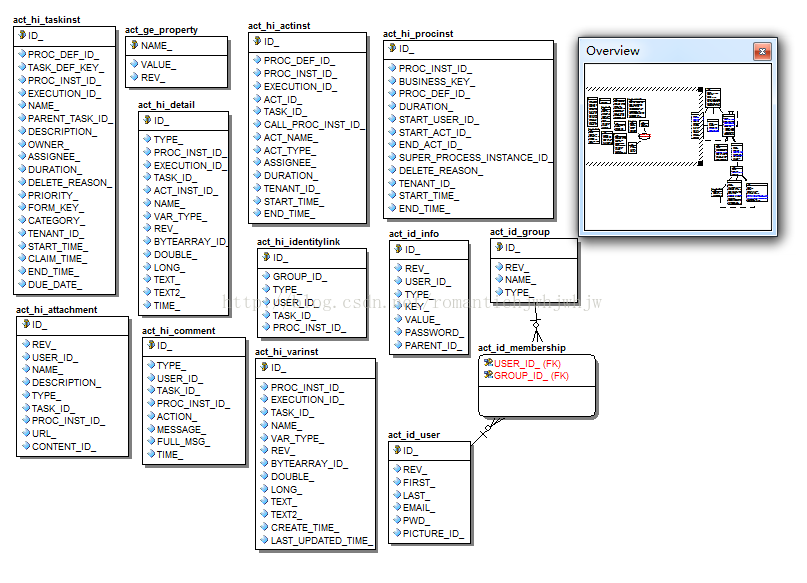 act_hi_taskinst
ID_
PROC_DEF_ID_
TASK_DEF_KEY_
PROC_INST_ID_
EXECUTION_ID_
NAME_
PARENT_TASK_ID_
DESCRIPTION_
OWNER_
ASSIGNEE_
DURATION_
DELETE_REASON_
PRIORITY_
FORM_KEY_
CATEGORY_
TENANT_ID_
START_TIME_
CLAIM_TIME_
END_TIME_
DUE_DATE_
act_ge_property
NAME_
VALUE_
REV_
act_hi_detail
ID_
TYPE_
PROC_INST_ID_
EXECUTION_ID_
TASK_ID_
ACT_INST_ID_
NAME_
VAR_TYPE_
REV_
BYTEARRAY_ID_
DOUBLE_
LONG_
TEXT_
TEXT2_
TIME_
act_hi_actinst
ID_
PROC_DEF_ID_
PROC_INST_ID_
EXECUTION_ID_
ACT_ID_
TASK_ID_
CALL_PROC_INST_ID_
ACT_NAME_
ACT_TYPE_
ASSIGNEE_
DURATION_
TENANT_ID_
START_TIME_
END_TIME_
act_hi_procinst
ID_
PROC_INST_ID_
BUSINESS_KEY_
PROC_DEF_ID_
DURATION_
START_USER_ID_
START_ACT_ID_
END_ACT_ID_
SUPER_PROCESS_INSTANCE_ID_
DELETE_REASON_
TENANT_ID_
START_TIME_
END_TIME_
Overview
act_hi_identitylink
ID_
GROUP_ID_
TYPE_
USER_ID_
TASK_ID_
PROC_INST_ID_
act_id_info
ID_
REV_
USER_ID_
TYPE_
KEY_
VALUE_
PASSWORD_
PARENT_ID_
act_id_group
ID_
REV_
NAME_
TYPE_
act_hi_attachment
ID_
REV_
USER_ID_
NAME_
DESCRIPTION_
TYPE_
TASK_ID_
PROC_INST_ID_
URL_
CONTENT_ID_
act_hi_comment
ID_
TYPE_
USER_ID_
TASK_ID_
PROC_INST_ID_
ACTION_
MESSAGE_
FULL_MSG_
TIME_
act_hi_varinst
ID_
PROC_INST_ID_
EXECUTION_ID_
TASK_ID_
NAME_
VAR_TYPE_
REV_
BYTEARRAY_ID_
DOUBLE_
LONG_
TEXT_
TEXT2_
CREATE_TIME_
LAST_UPDATED_TIME_
act_id_membership
USER_ID_ (FK)
GROUP_ID_ (FK)
act_id_user
ID_
REV_
FIRST_
LAST_
EMAIL_
PWD_
PICTURE_ID_